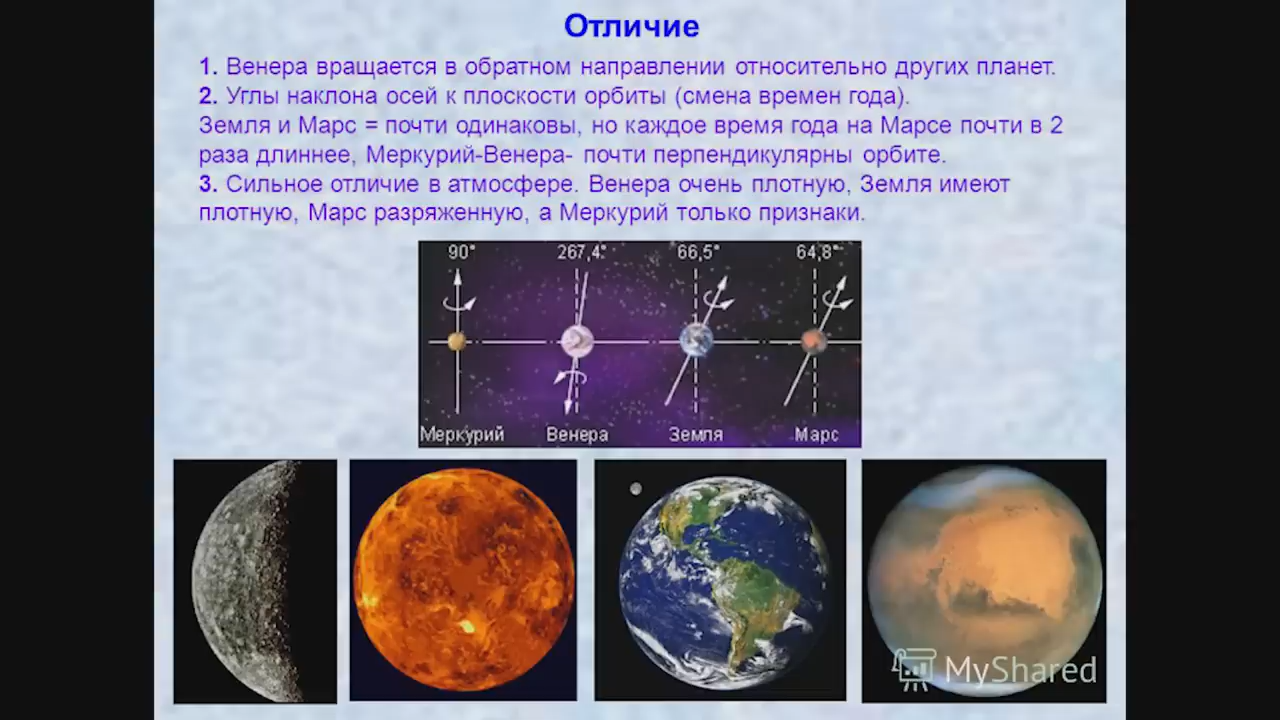 Отличие
1. Венера вращается в обратном направлении относительно других планет.
2. Углы наклона осей к плоскости орбиты (смена времен года).
Земля и Марс = почти одинаковы, но каждое время года на Марсе почти в 2
раза длиннее, Меркурий-Венера- почти перпендикулярны орбите.
3. Сильное отличие в атмосфере. Венера очень плотную, Земля имеют
плотную, Марс разряженную, а Меркурий только признаки.
90° 267,4° 66,5° 64,8°
Меркурий Венера Земля Марс
MyShared